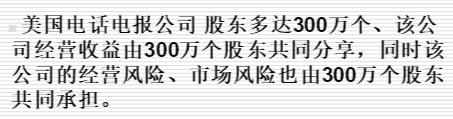 美国电话电报公司 股东多达300万个、该公
司经营收益由300万个股东共同分享，同时该
公司的经营风险、市场风险也由300万个股东
共同承担。